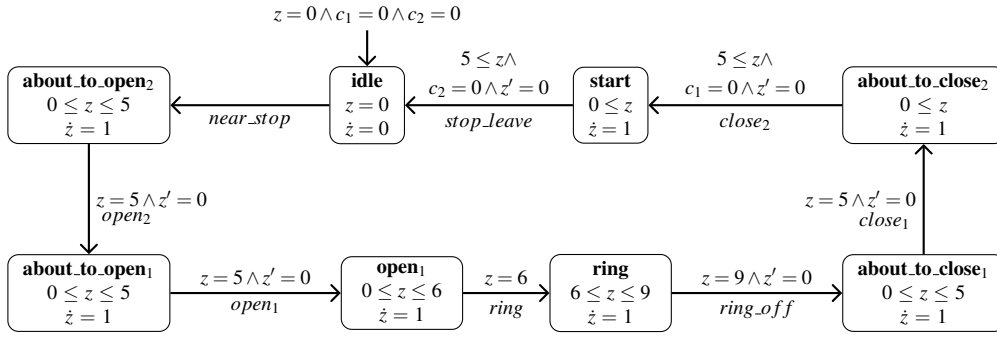 z = 0 ∧ c₁ = 0 ∧ c₂ = 0
about_to_open₂
0 ≤ z ≤ 5
ż = 1
near_stop
idle
z = 0
ż = 0
5 ≤ z∧
c₂ = 0 ∧ z′ = 0
stop_leave
start
0 ≤ z
ż = 1
5 ≤ z∧
c₁ = 0 ∧ z′ = 0
close₂
about_to_close₂
0 ≤ z
ż = 1
z = 5 ∧ z′ = 0
open₂
z = 5 ∧ z′ = 0
close₁
about_to_open₁
0 ≤ z ≤ 5
ż = 1
z = 5 ∧ z′ = 0
open₁
open₁
0 ≤ z ≤ 6
ż = 1
z = 6
ring
ring
6 ≤ z ≤ 9
ż = 1
z = 9 ∧ z′ = 0
ring_off
about_to_close₁
0 ≤ z ≤ 5
ż = 1